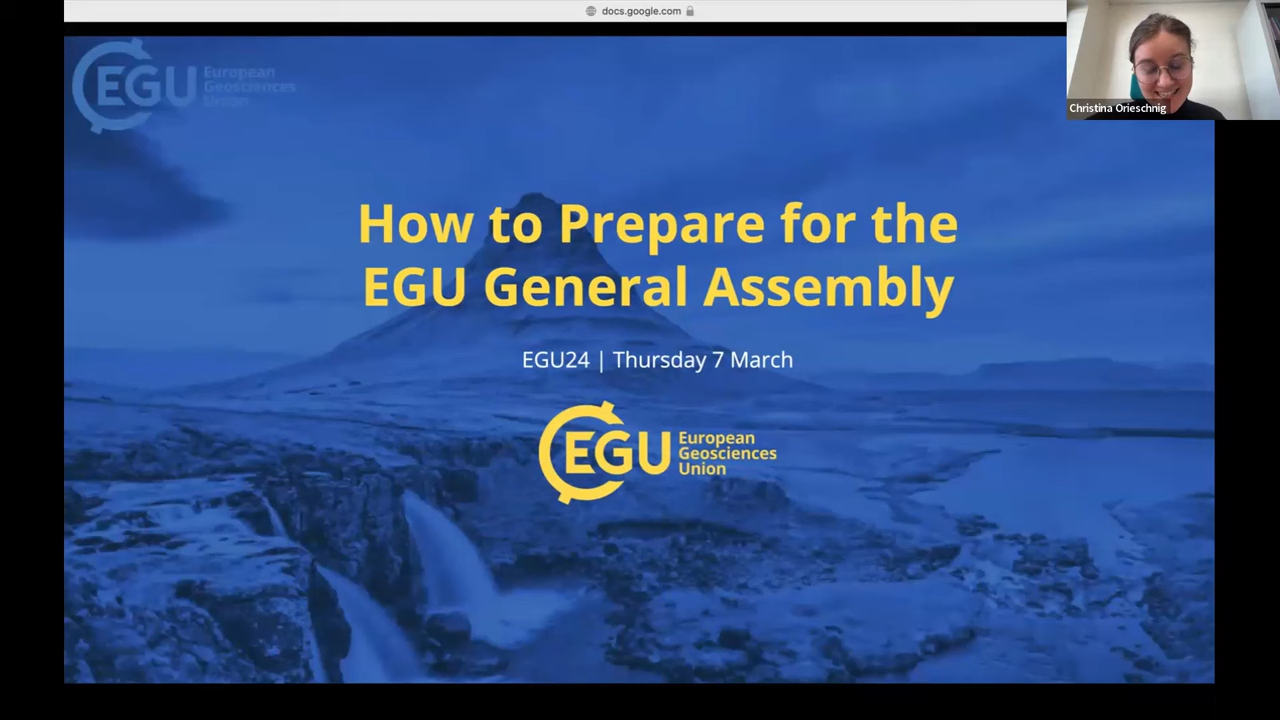 docs.google.com
EGU European
Geosciences
Union
Christina Orieschnig
How to Prepare for the
EGU General Assembly
EGU24 | Thursday 7 March
EGU European
Geosciences
Union